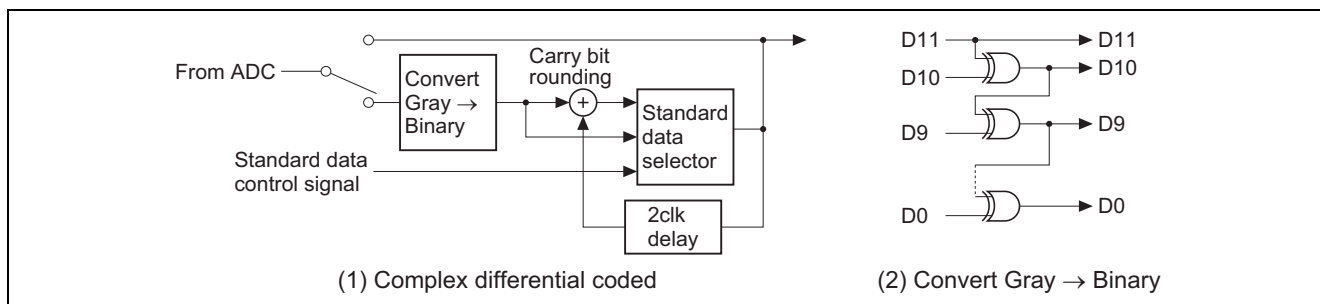 From ADC
Convert
Gray →
Binary
Carry bit
rounding
+
Standard
data
selector
Standard data
control signal
2clk
delay
(1) Complex differential coded
D11
D11
D10
D10
D9
D9
D0
D0
(2) Convert Gray → Binary